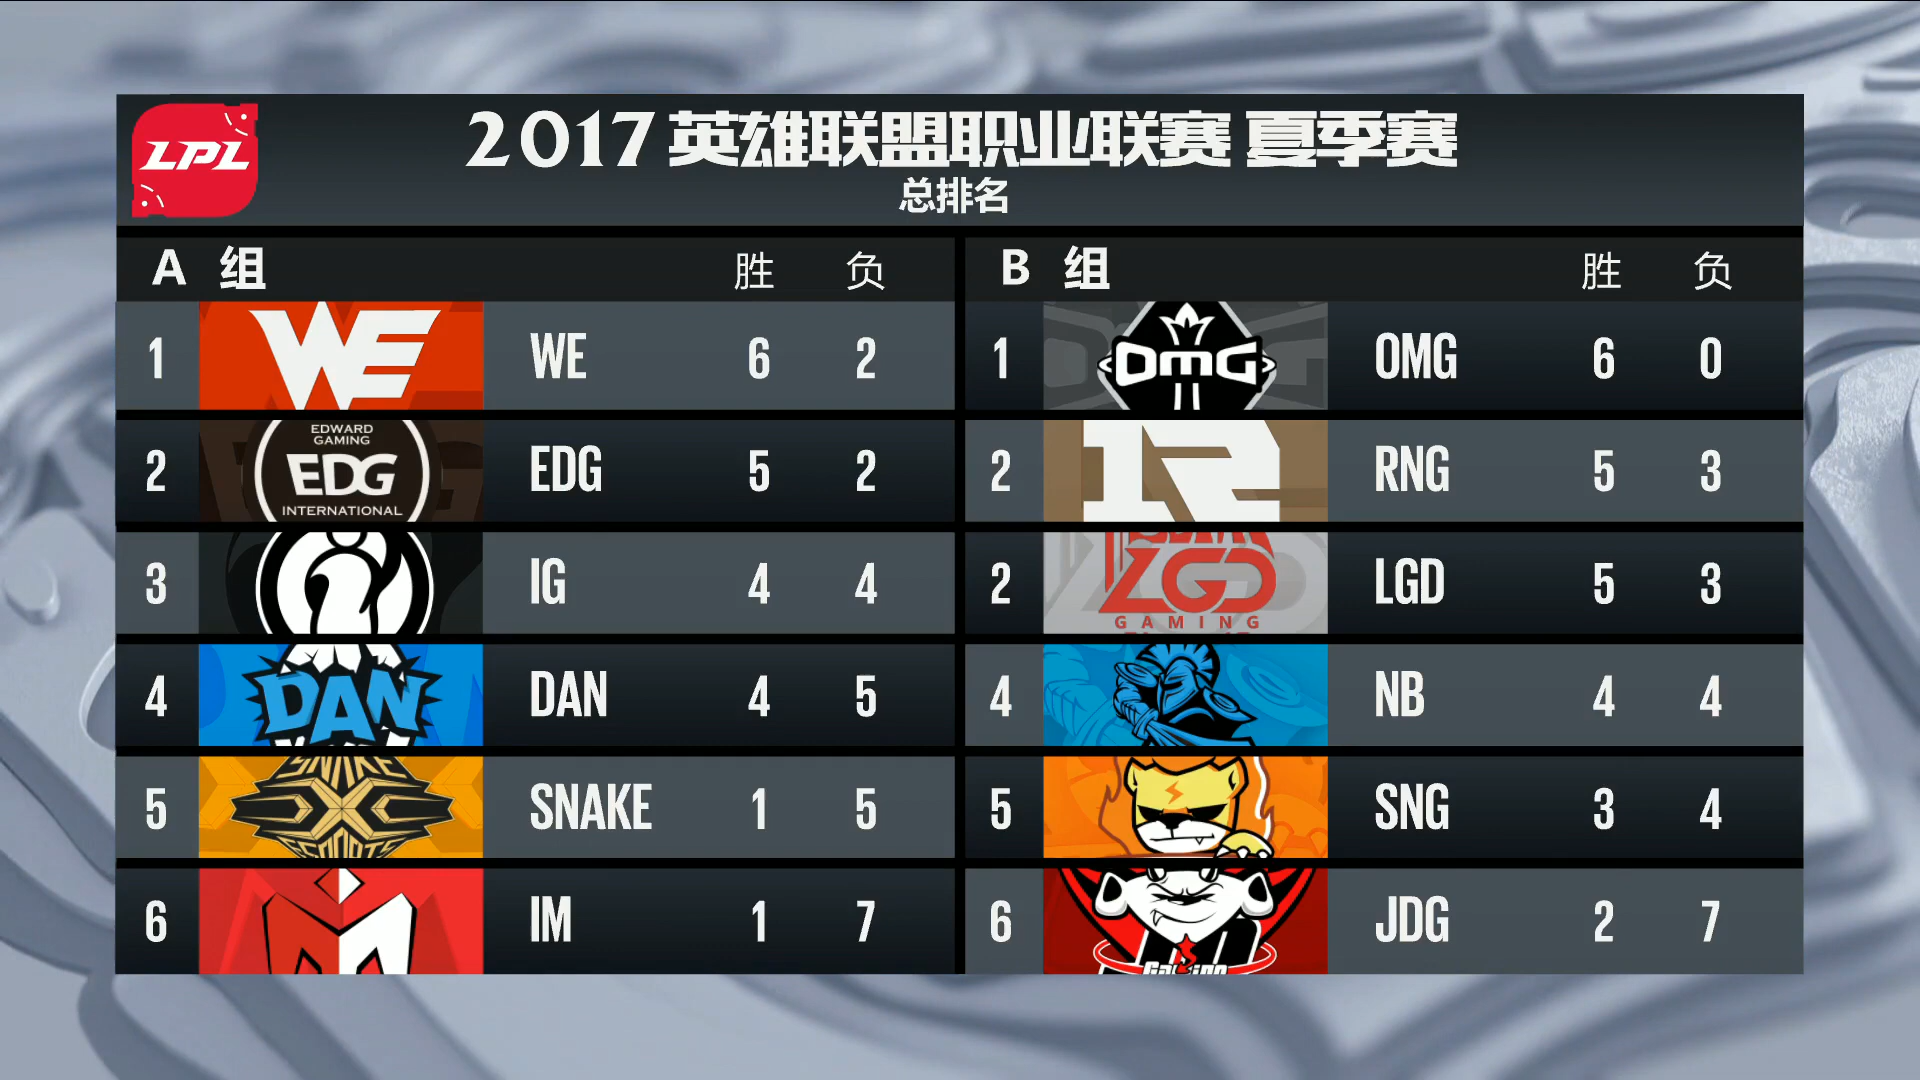 LPL
2017 英雄联盟职业联赛 夏季赛
总排名
A 组 胜 负
1 WE WE 6 2
2 EDWARD GAMING EDG INTERNATIONAL EDG 5 2
3 IG 4 4
4 DAN DAN 4 5
5 SNAKE ESPORTS SNAKE 1 5
6 IM 1 7
B 组 胜 负
1 OMG OMG 6 0
2 RNG 5 3
2 LGD GAMING LGD 5 3
4 NB 4 4
5 SNG 3 4
6 JDG 2 7